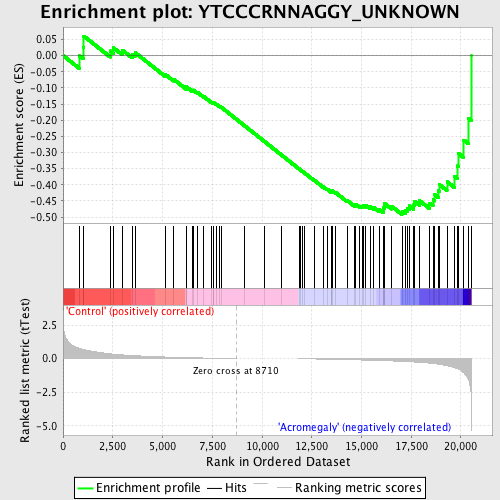 Enrichment plot: YTCCCRNNAGGY_UNKNOWN
Enrichment score (ES)
0.05
0.00
-0.05
-0.10
-0.15
-0.20
-0.25
-0.30
-0.35
-0.40
-0.45
-0.50
'Control' (positively correlated)
Ranked list metric (tTest)
2.5
0.0
-2.5
-5.0
Zero cross at 8710
'Acromegaly' (negatively correlated)
0 2,500 5,000 7,500 10,000 12,500 15,000 17,500 20,000
Rank in Ordered Dataset
Enrichment profile Hits Ranking metric scores